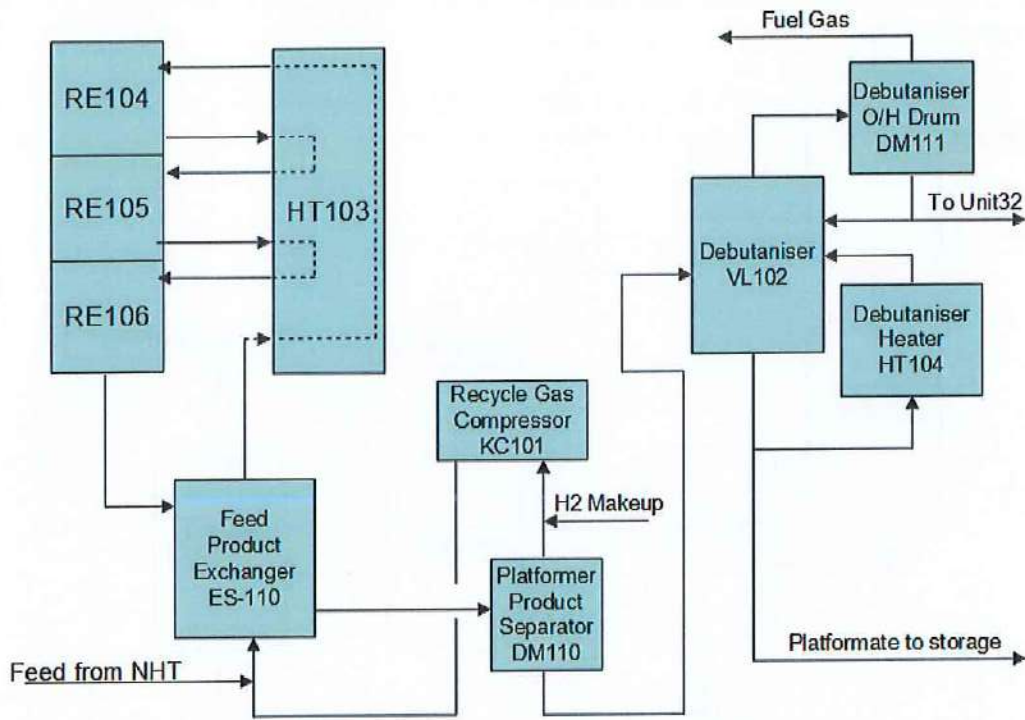 Fuel Gas
RE104
RE105
RE106
HT103
Debutaniser
O/H Drum
DM111
To Unit32
Debutaniser
VL102
Debutaniser
Heater
HT104
Recycle Gas
Compressor
KC101
H2 Makeup
Feed
Product
Exchanger
ES-110
Platformer
Product
Separator
DM110
Feed from NHT
Platformate to storage